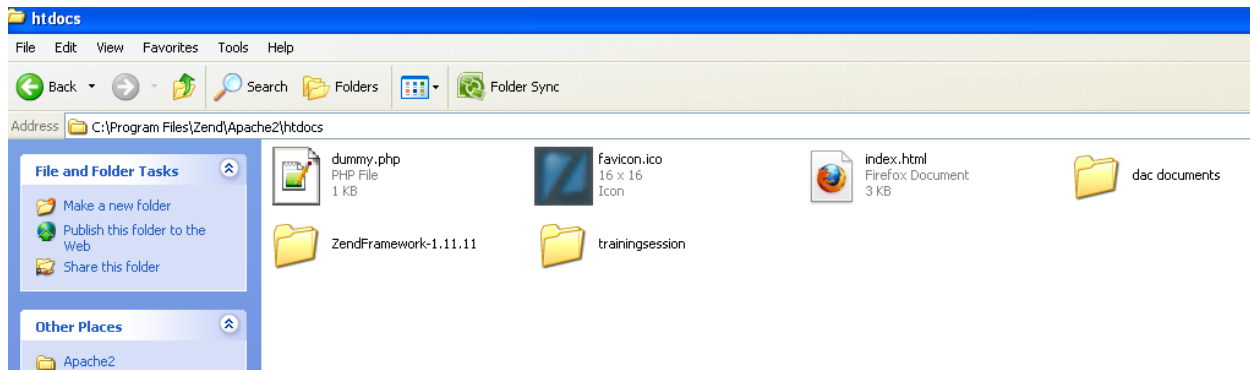 htdocs
File Edit View Favorites Tools Help
Back Search Folders Folder Sync
Address C:\Program Files\Zend\Apache2\htdocs
File and Folder Tasks
Make a new folder
Publish this folder to the
Web
Share this folder
Other Places
Apache2
dummy.php
PHP File
1 KB
favicon.ico
16 x 16
Icon
index.html
Firefox Document
3 KB
dac documents
ZendFramework-1.11.11
trainingsession